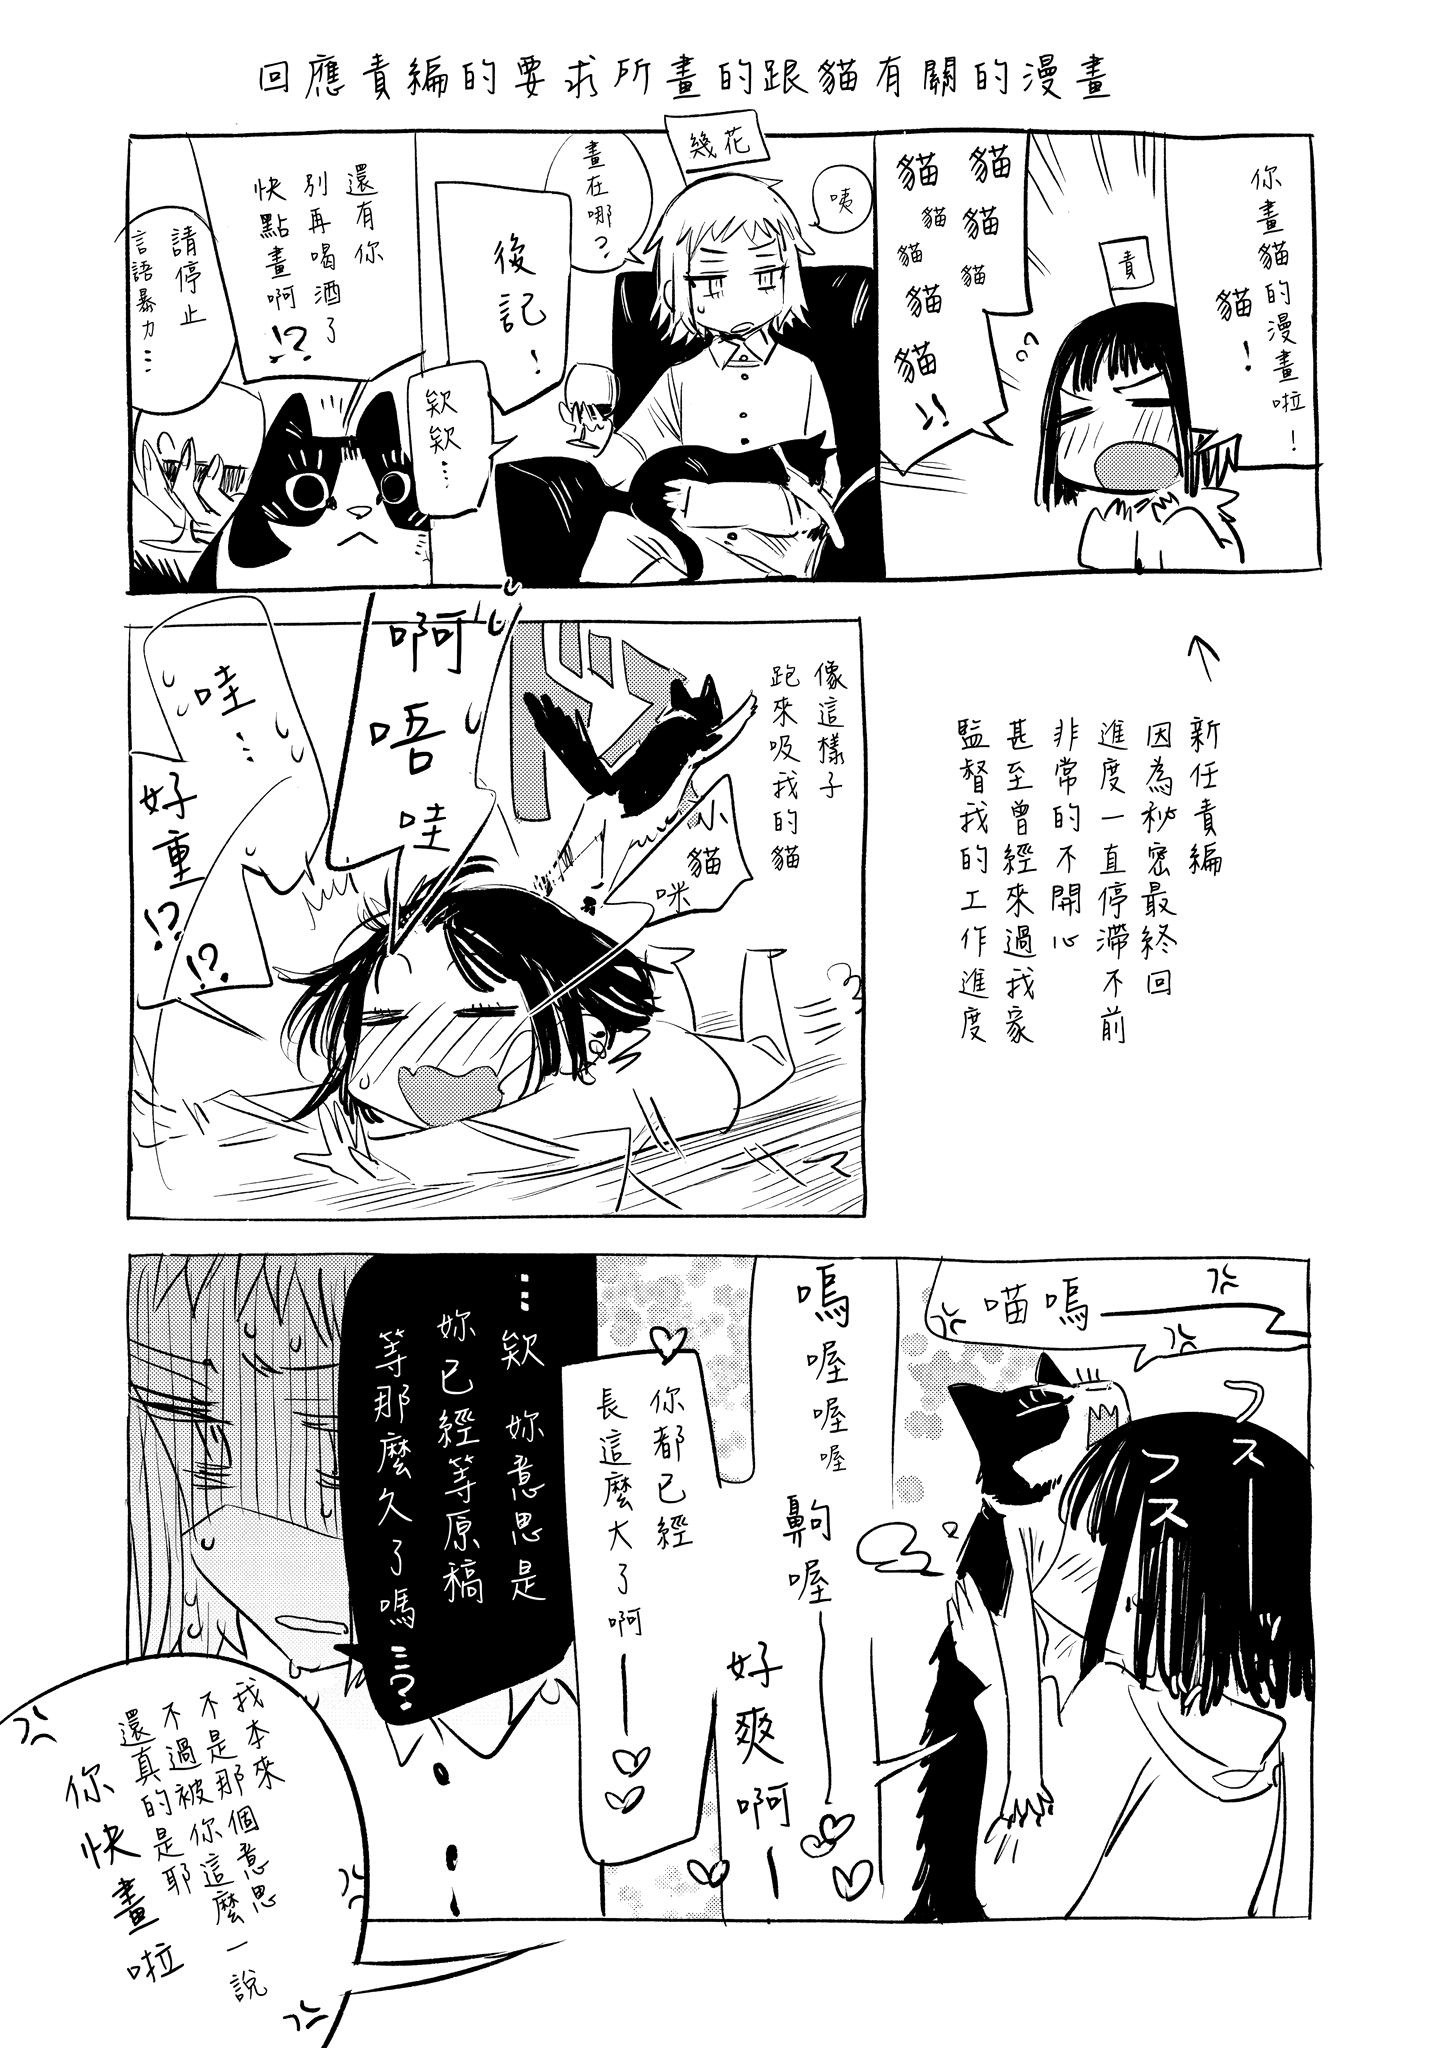 回應責編的要求所畫的跟貓有關的漫畫
你畫貓的漫畫啦!
貓!
責
貓貓貓
貓貓貓貓貓!!
幾花
咦
畫在哪?
後記!
欸欸…
還有你
別再喝酒了
快點畫啊!?
請停止
言語暴力…
↑
新任責編
因為秘密最終回
進度一直停滯不前
非常的不開心
甚至曾經來過我家
監督我的工作進度
像這樣子
跑來吸我的貓
小貓咪
啊
唔哇
哇…
好重!?!?
喵嗚——
フスー
フスー
嗚喔喔喔
齁喔——
好爽啊—
你都已經
長這麼大了啊——
…欸妳意思是
妳已經等原稿
等那麼久了嗎…?
我本來
不是那個意思
不過被你這麼一說
還真的是耶
你快畫啦